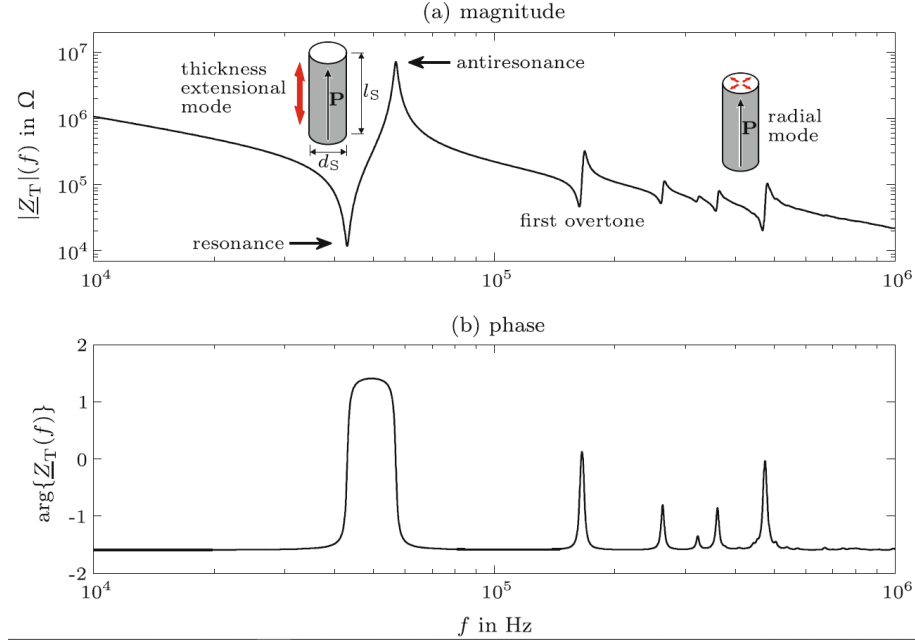 (a) magnitude
|Z_T|(f) in Ω
10^7
10^6
10^5
10^4
thickness
extensional
mode
P
l_S
d_S
antiresonance
resonance
first overtone
P
radial
mode
10^4
10^5
10^6
(b) phase
arg{Z_T(f)}
2
1
0
-1
-2
10^4
10^5
10^6
f in Hz